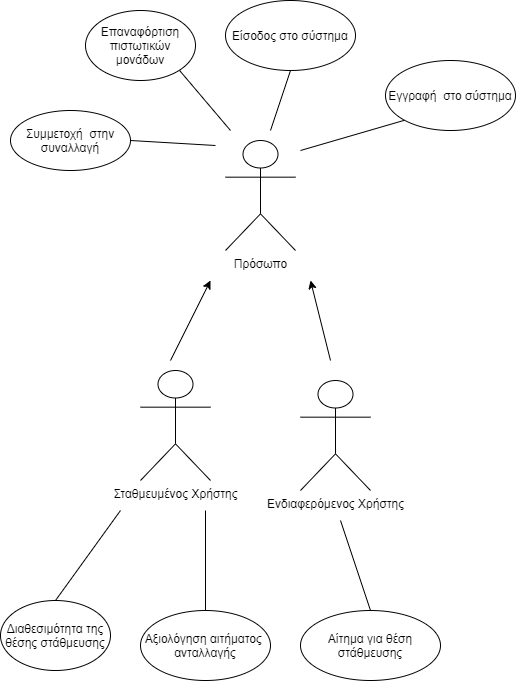 Επαναφόρτιση
πιστωτικών
μονάδων
Είσοδος στο σύστημα
Εγγραφή στο σύστημα
Συμμετοχή στην
συναλλαγή
Πρόσωπο
Σταθμευμένος Χρήστης
Ενδιαφερόμενος Χρήστης
Διαθεσιμότητα της
θέσης στάθμευσης
Αξιολόγηση αιτήματος
ανταλλαγής
Αίτημα για θέση
στάθμευσης